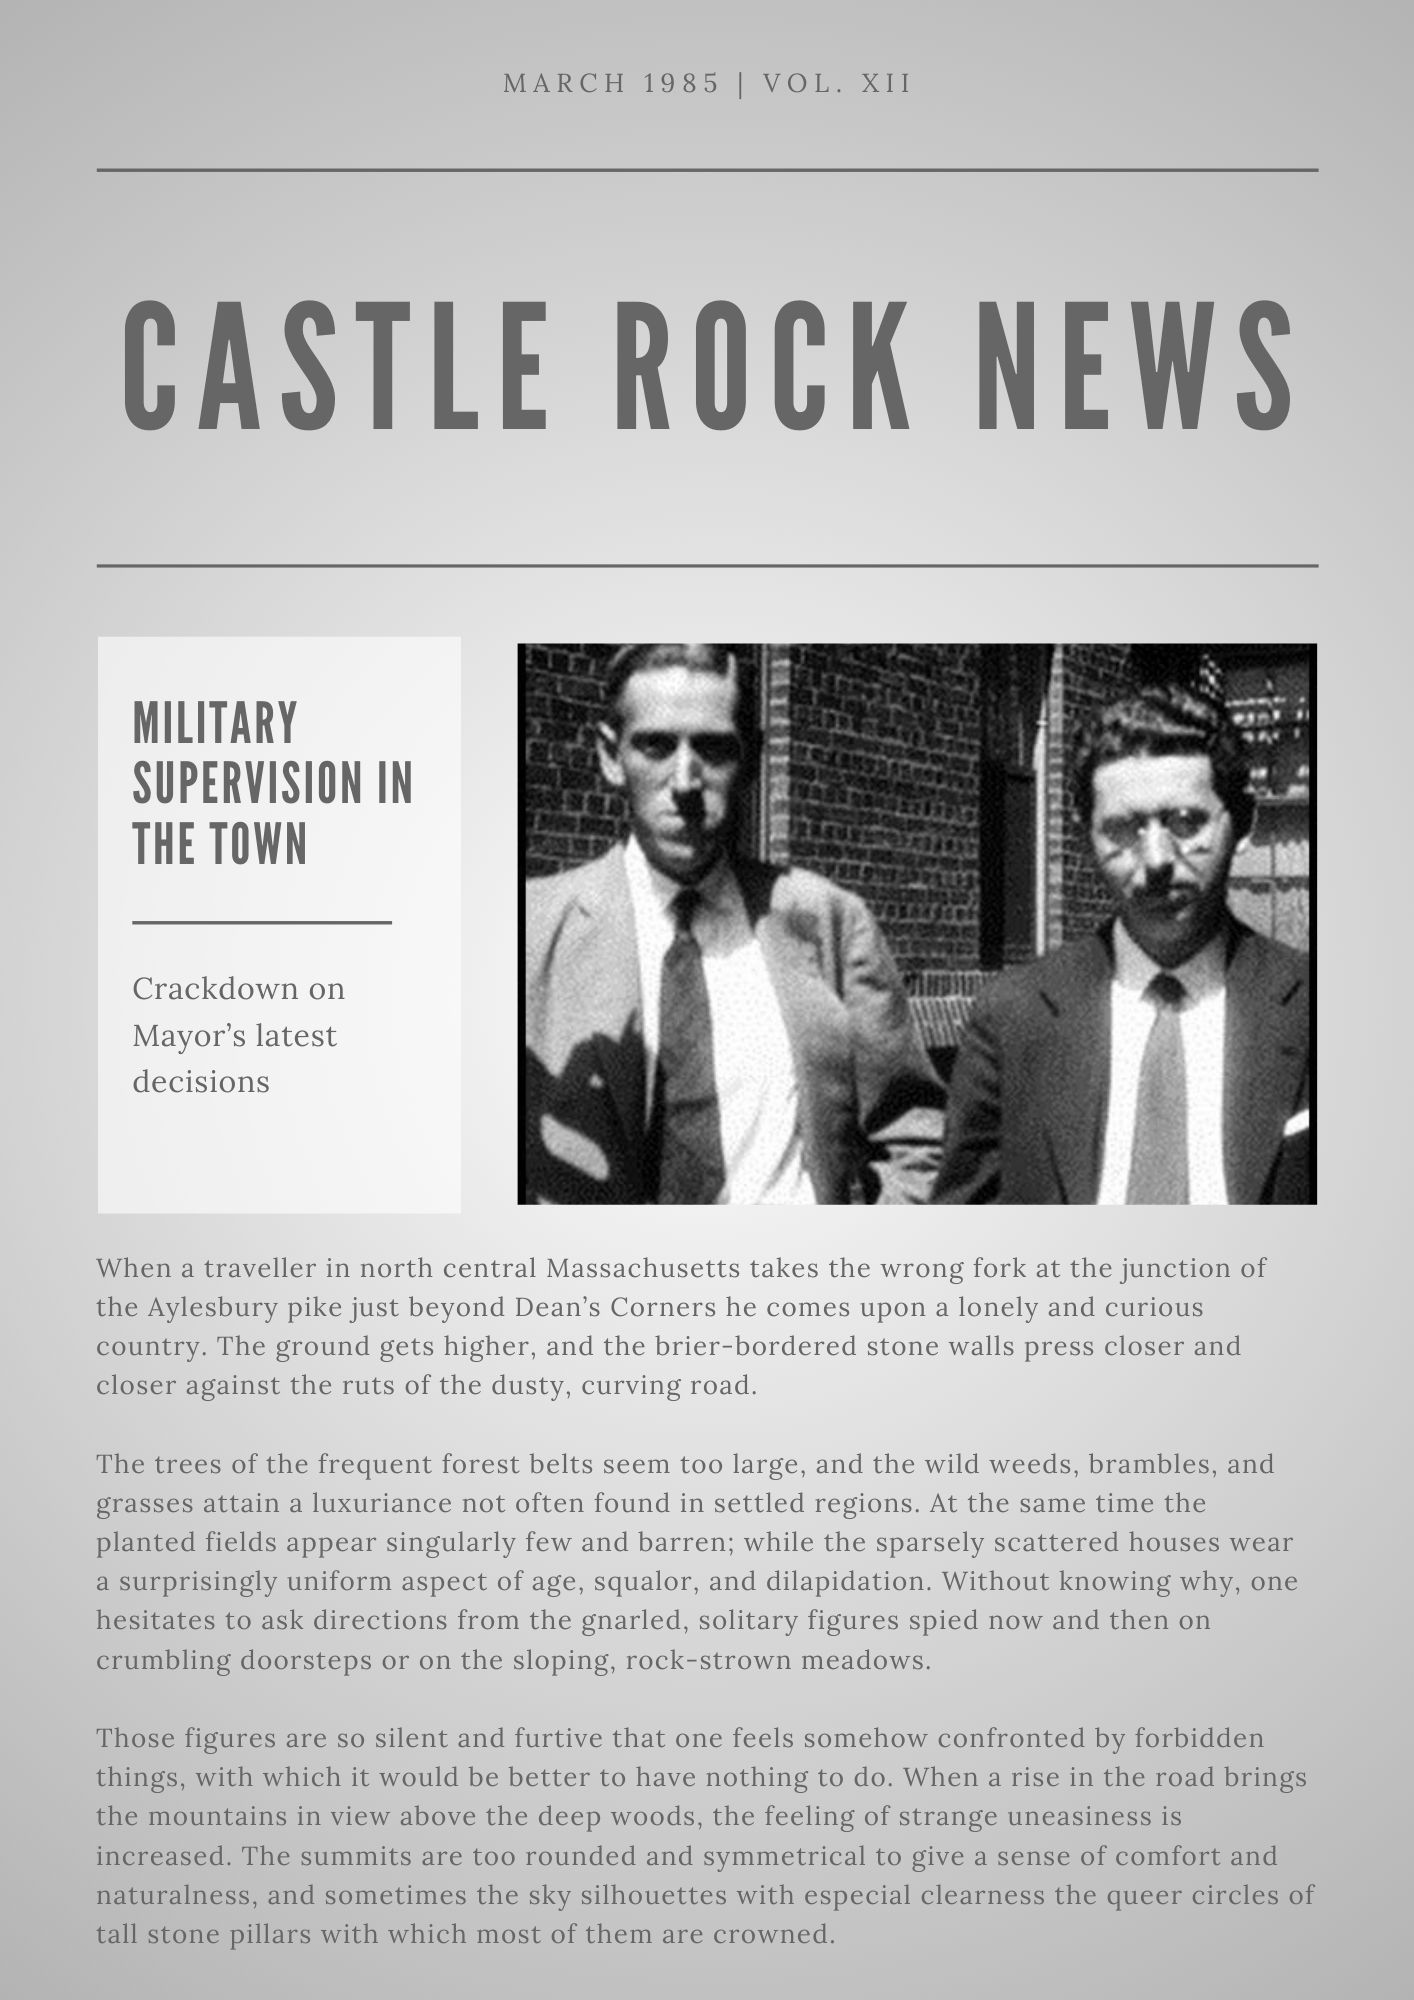 MARCH 1985 | VOL. XII
CASTLE ROCK NEWS
MILITARY
SUPERVISION IN
THE TOWN
Crackdown on
Mayor’s latest
decisions
When a traveller in north central Massachusetts takes the wrong fork at the junction of
the Aylesbury pike just beyond Dean’s Corners he comes upon a lonely and curious
country. The ground gets higher, and the brier-bordered stone walls press closer and
closer against the ruts of the dusty, curving road.
The trees of the frequent forest belts seem too large, and the wild weeds, brambles, and
grasses attain a luxuriance not often found in settled regions. At the same time the
planted fields appear singularly few and barren; while the sparsely scattered houses wear
a surprisingly uniform aspect of age, squalor, and dilapidation. Without knowing why, one
hesitates to ask directions from the gnarled, solitary figures spied now and then on
crumbling doorsteps or on the sloping, rock-strown meadows.
Those figures are so silent and furtive that one feels somehow confronted by forbidden
things, with which it would be better to have nothing to do. When a rise in the road brings
the mountains in view above the deep woods, the feeling of strange uneasiness is
increased. The summits are too rounded and symmetrical to give a sense of comfort and
naturalness, and sometimes the sky silhouettes with especial clearness the queer circles of
tall stone pillars with which most of them are crowned.